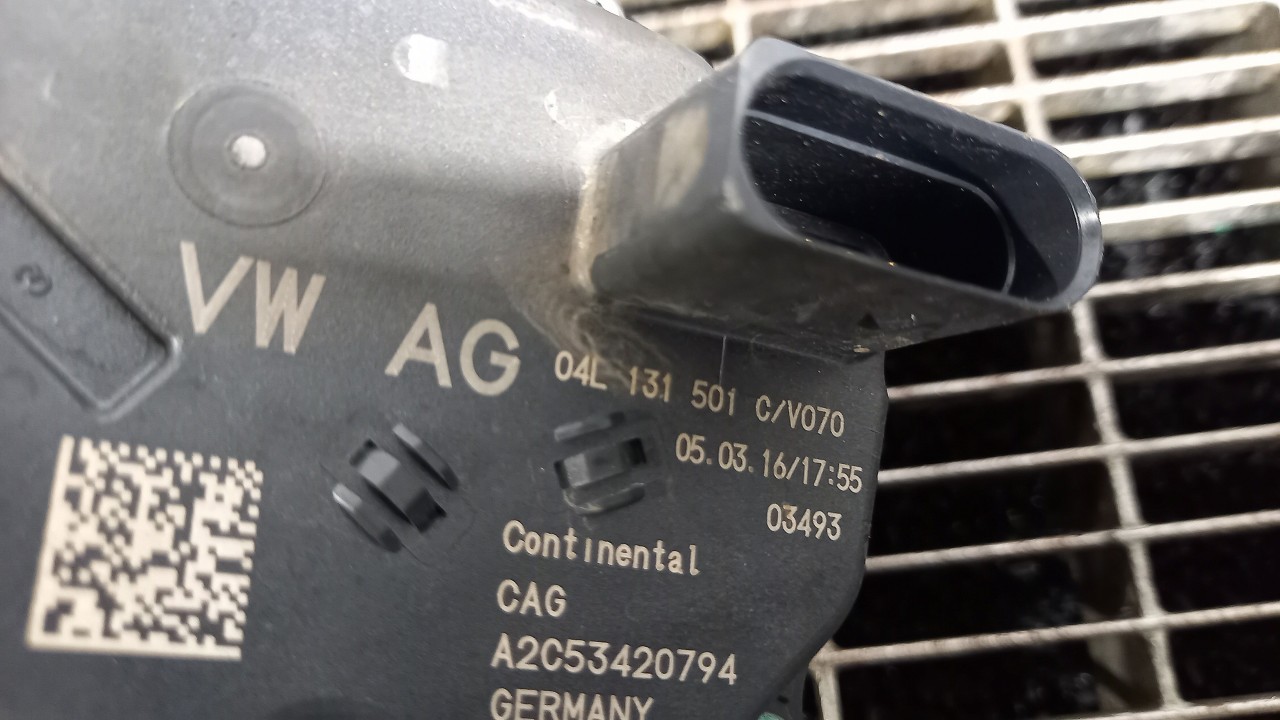 VW AG
04L 131 501 C/V070
05.03.16/17:55
03493
Continental
CAG
A2C53420794
GERMANY